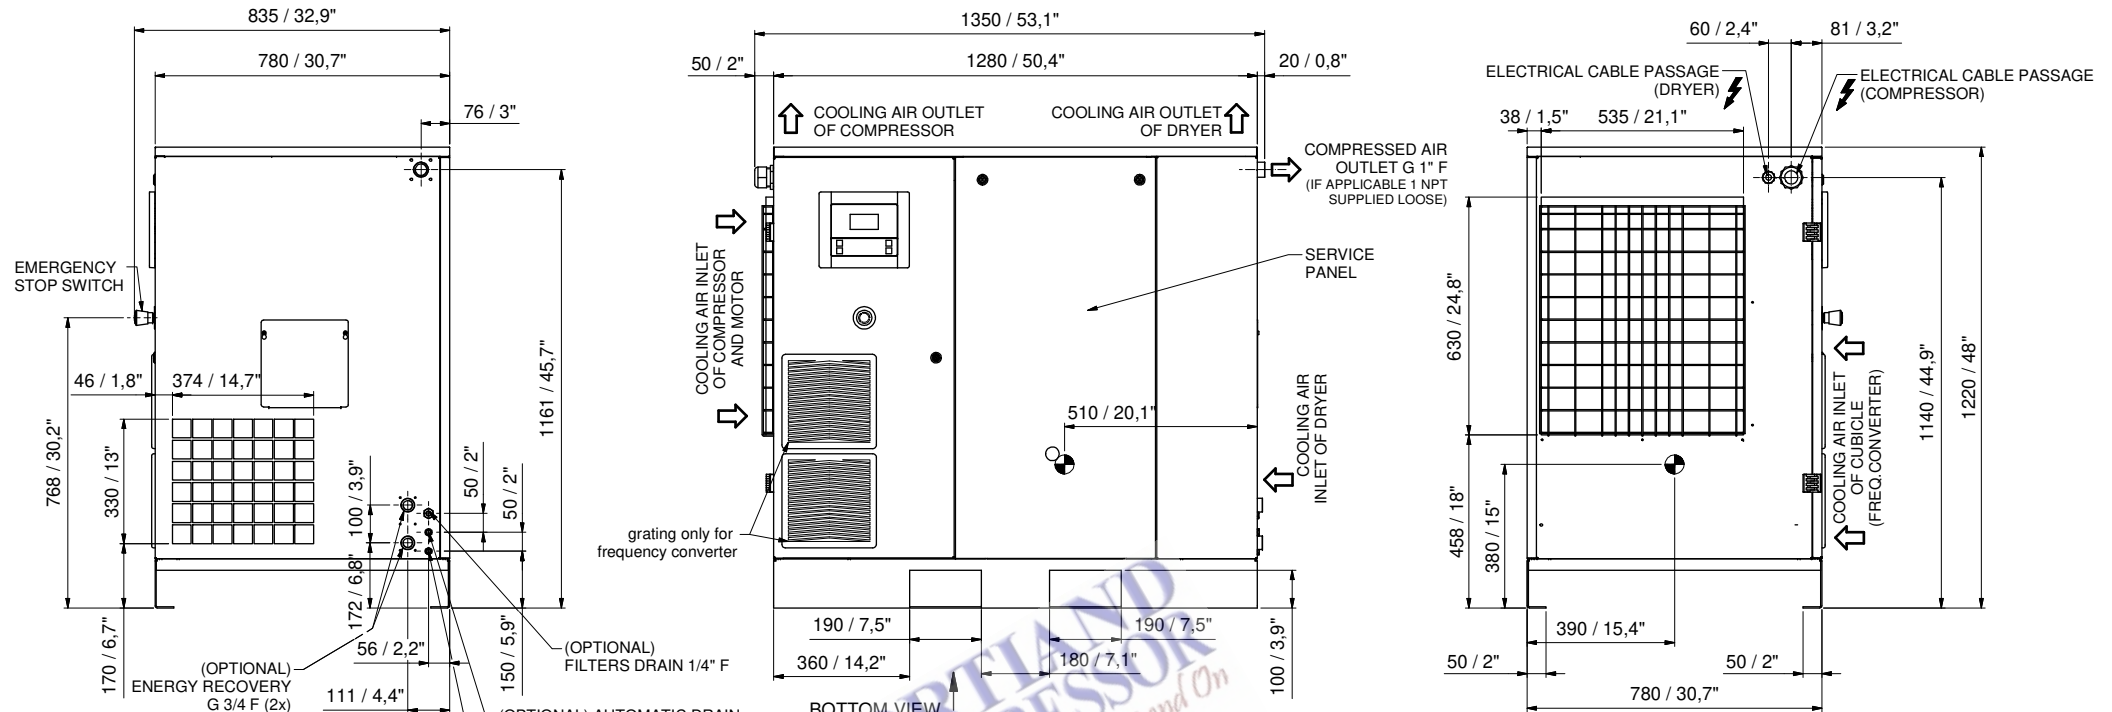 835 / 32,9"
780 / 30,7"
76 / 3"
EMERGENCY
STOP SWITCH
46 / 1,8"
374 / 14,7"
768 / 30,2"
330 / 13"
170 / 6,7"
1161 / 45,7"
100 / 3,9"
172 / 6,8"
50 / 2"
50 / 2"
150 / 5,9"
56 / 2,2"
111 / 4,4"
(OPTIONAL)
ENERGY RECOVERY
G 3/4 F (2x)
(OPTIONAL)
FILTERS DRAIN 1/4" F
(OPTIONAL) AUTOMATIC DRAIN
1350 / 53,1"
50 / 2"
1280 / 50,4"
20 / 0,8"
COOLING AIR OUTLET
OF COMPRESSOR
COOLING AIR OUTLET
OF DRYER
COMPRESSED AIR
OUTLET G 1" F
(IF APPLICABLE 1 NPT
SUPPLIED LOOSE)
COOLING AIR INLET
OF COMPRESSOR
AND MOTOR
SERVICE
PANEL
510 / 20,1"
COOLING AIR
INLET OF DRYER
grating only for
frequency converter
190 / 7,5"
190 / 7,5"
360 / 14,2"
180 / 7,1"
100 / 3,9"
BOTTOM VIEW
60 / 2,4"
81 / 3,2"
ELECTRICAL CABLE PASSAGE
(DRYER)
ELECTRICAL CABLE PASSAGE
(COMPRESSOR)
38 / 1,5"
535 / 21,1"
630 / 24,8"
458 / 18"
380 / 15"
COOLING AIR INLET
OF CUBICLE
(FREQ.CONVERTER)
1140 / 44,9"
1220 / 48"
390 / 15,4"
50 / 2"
50 / 2"
780 / 30,7"